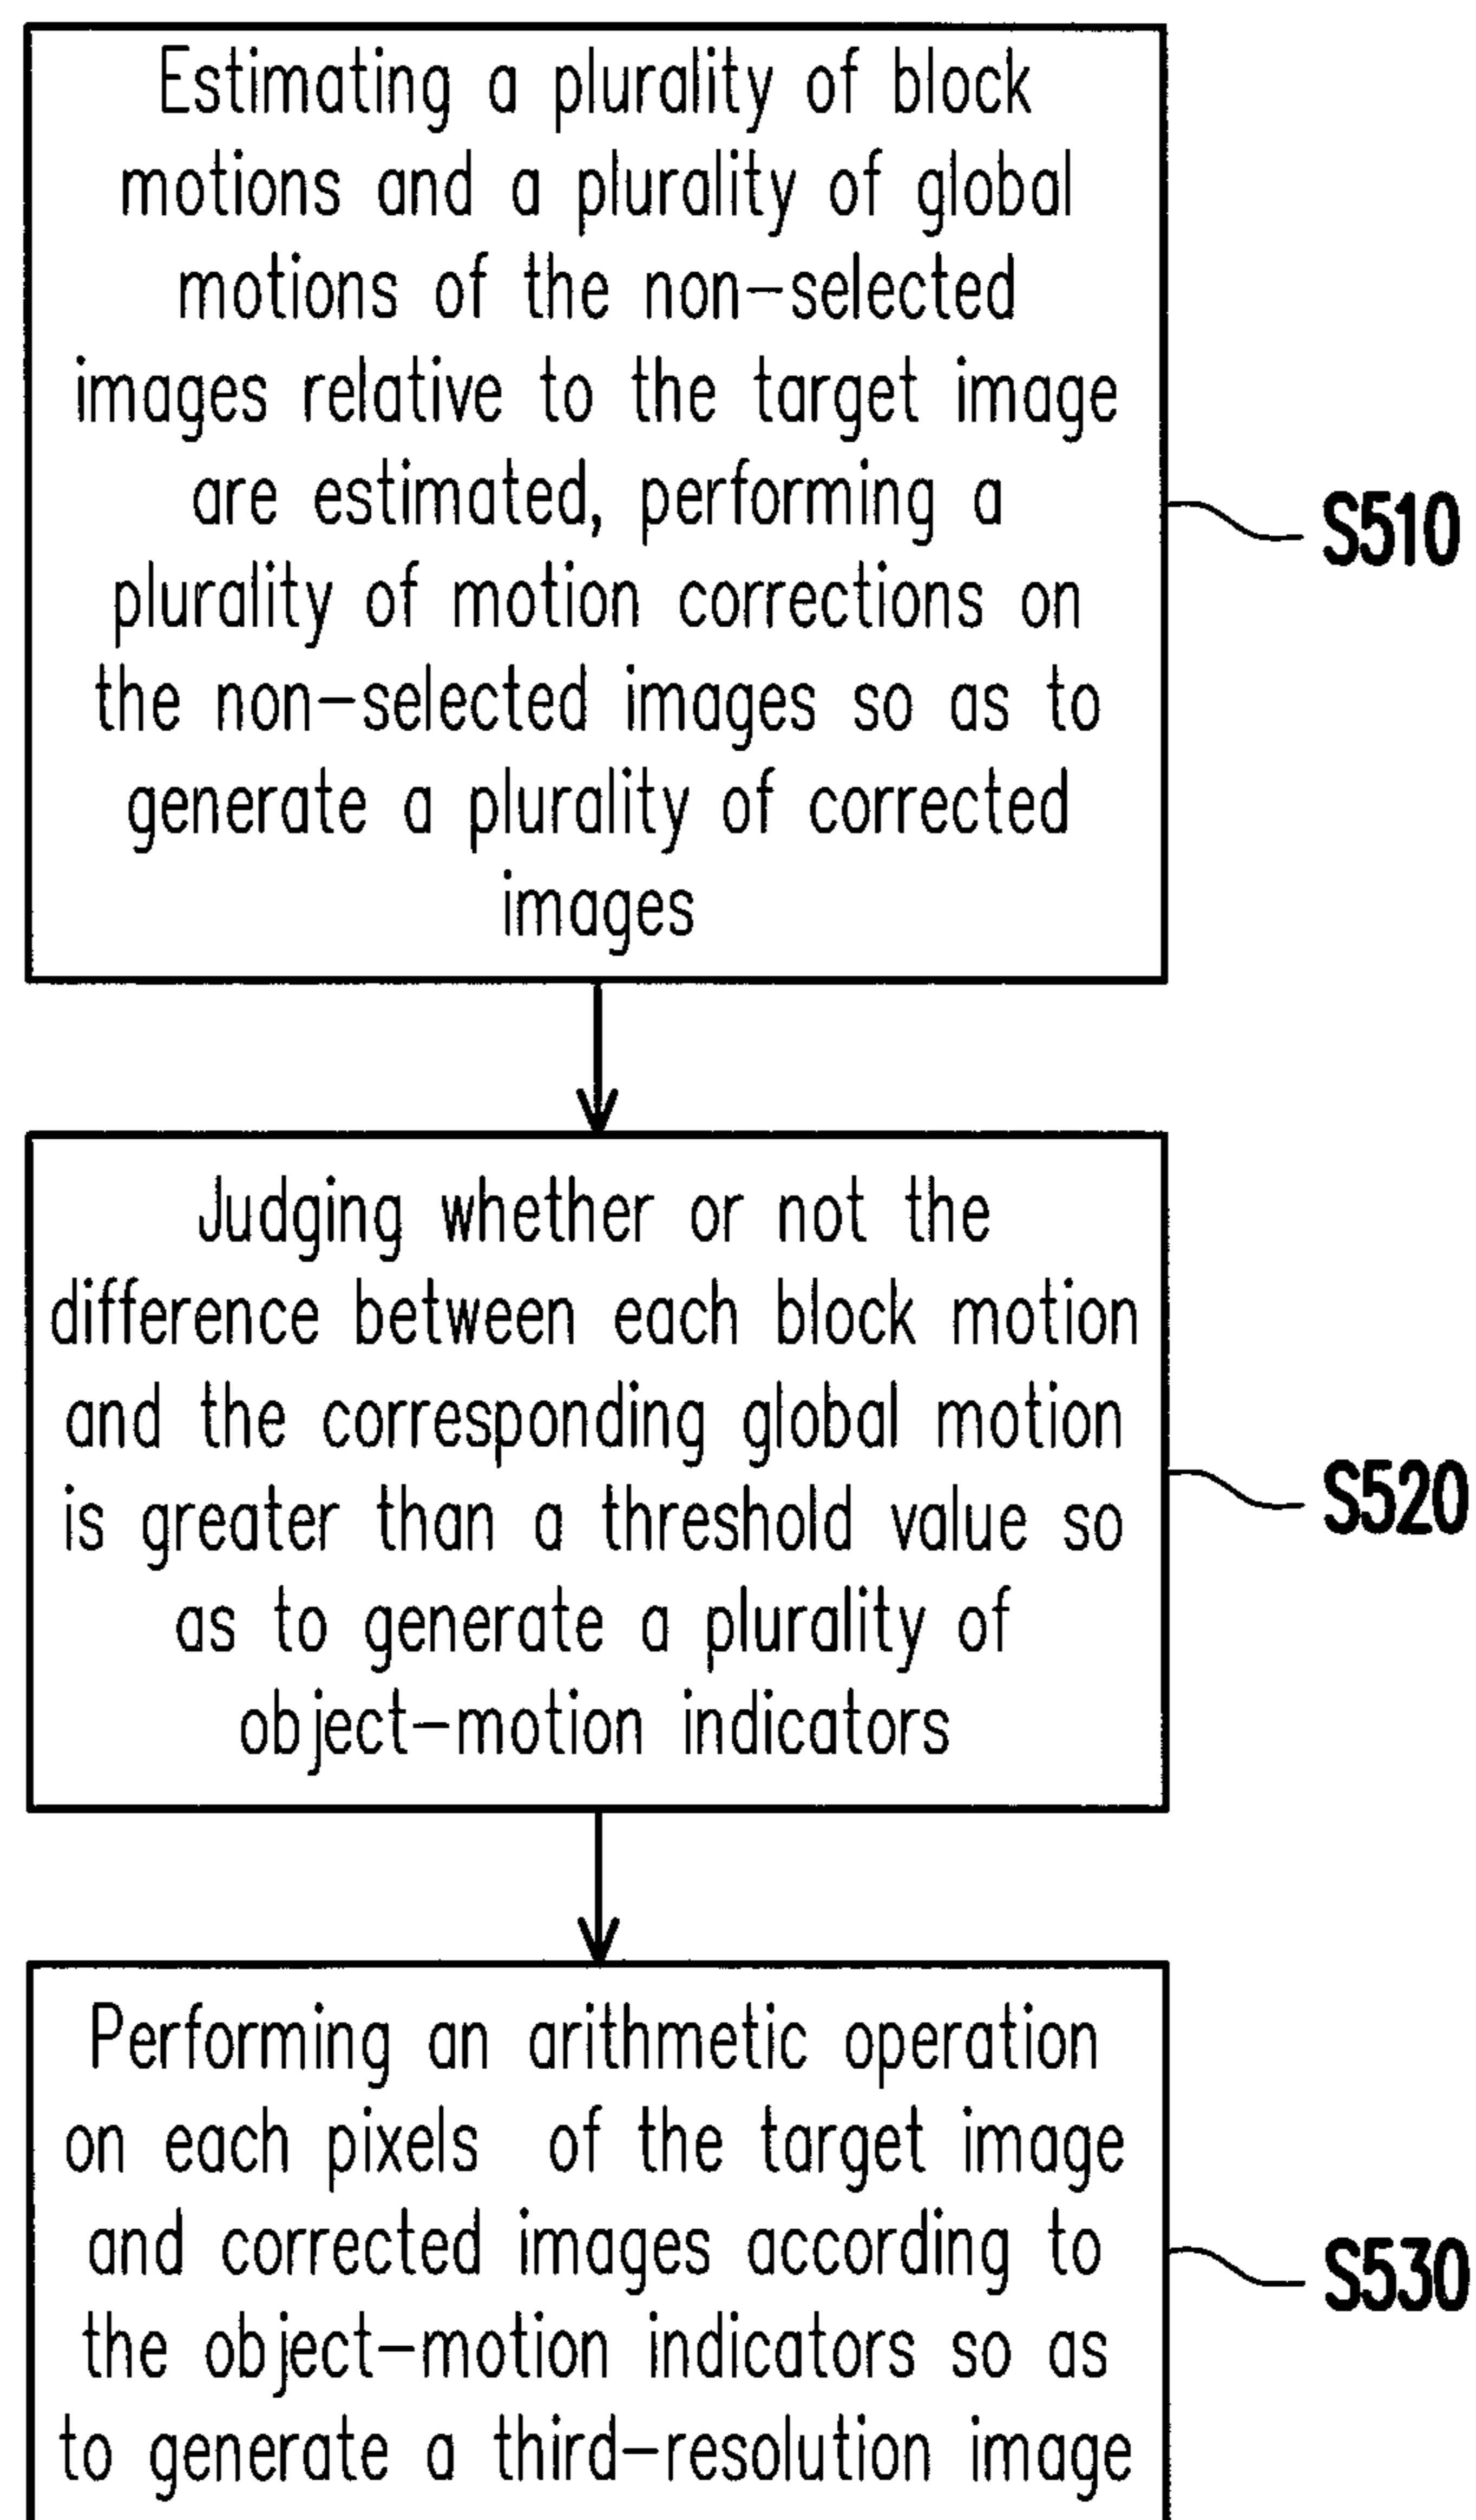 Estimating a plurality of block
motions and a plurality of global
motions of the non-selected
images relative to the target image
are estimated, performing a
plurality of motion corrections on
the non-selected images so as to
generate a plurality of corrected
images
S510
Judging whether or not the
difference between each block motion
and the corresponding global motion
is greater than a threshold value so
as to generate a plurality of
object-motion indicators
S520
Performing an arithmetic operation
on each pixels of the target image
and corrected images according to
the object-motion indicators so as
to generate a third-resolution image
S530